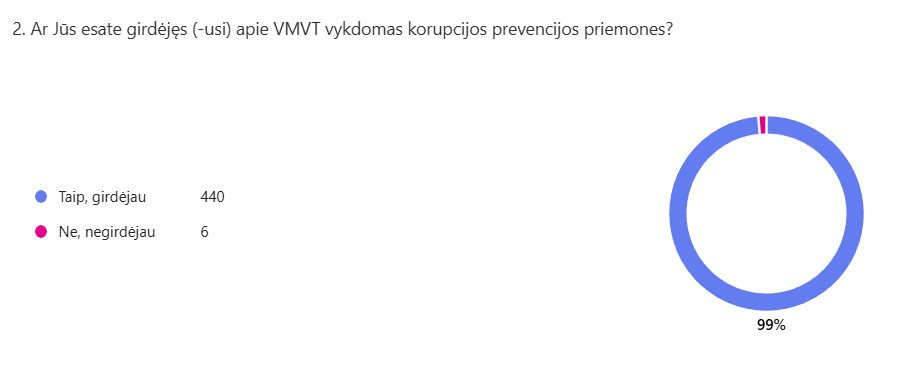 2. Ar Jūs esate girdėjęs (-usi) apie VMVT vykdomas korupcijos prevencijos priemones?
Taip, girdėjau 440
Ne, negirdėjau 6
99%